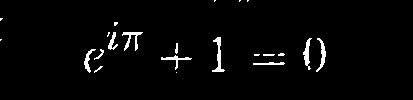 e^{iπ} + 1 = 0